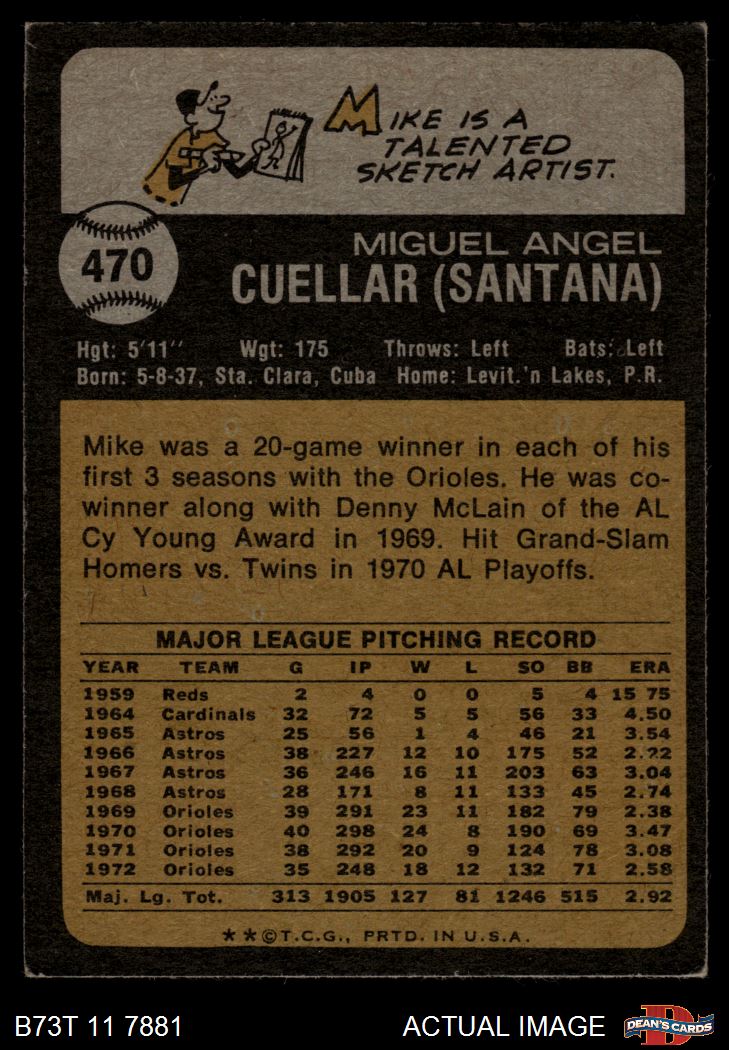 MIKE IS A
TALENTED
SKETCH ARTIST.
470
MIGUEL ANGEL
CUELLAR (SANTANA)
Hgt: 5'11" Wgt: 175 Throws: Left Bats: Left
Born: 5-8-37, Sta. Clara, Cuba Home: Levit.'n Lakes, P.R.
Mike was a 20-game winner in each of his
first 3 seasons with the Orioles. He was co-
winner along with Denny McLain of the AL
Cy Young Award in 1969. Hit Grand-Slam
Homers vs. Twins in 1970 AL Playoffs.
MAJOR LEAGUE PITCHING RECORD
YEAR TEAM G IP W L SO BB ERA
1959 Reds 2 4 0 0 5 4 15 75
1964 Cardinals 32 72 5 5 56 33 4.50
1965 Astros 25 56 1 4 46 21 3.54
1966 Astros 38 227 12 10 175 52 2.22
1967 Astros 36 246 16 11 203 63 3.04
1968 Astros 28 171 8 11 133 45 2.74
1969 Orioles 39 291 23 11 182 79 2.38
1970 Orioles 40 298 24 8 190 69 3.47
1971 Orioles 38 292 20 9 124 78 3.08
1972 Orioles 35 248 18 12 132 71 2.58
Maj. Lg. Tot. 313 1905 127 81 1246 515 2.92
★★©T.C.G., PRTD. IN U.S.A.
B73T 11 7881 ACTUAL IMAGE
D
DEAN'S CARDS